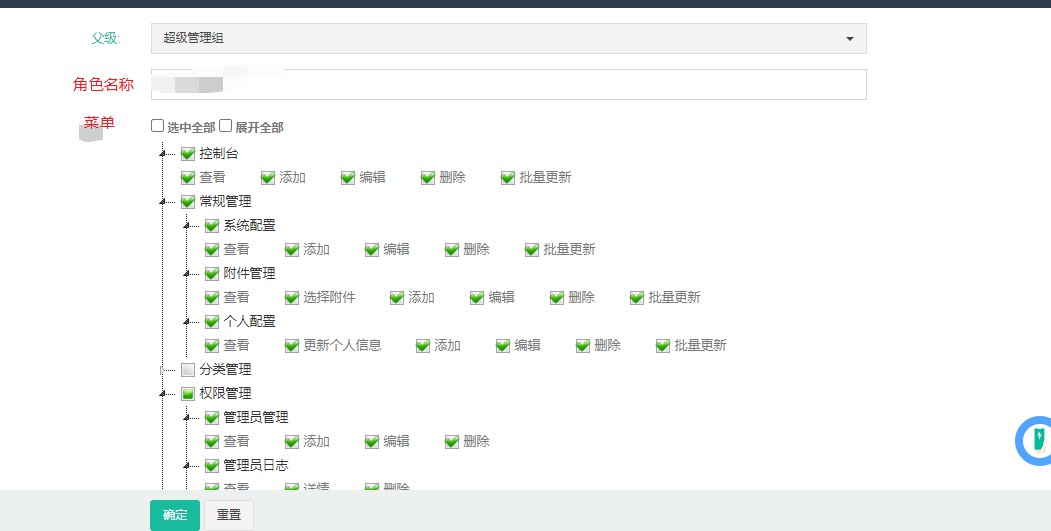 父级: 超级管理组
角色名称
菜单 选中全部 展开全部
控制台
查看 添加 编辑 删除 批量更新
常规管理
系统配置
查看 添加 编辑 删除 批量更新
附件管理
查看 选择附件 添加 编辑 删除 批量更新
个人配置
查看 更新个人信息 添加 编辑 删除 批量更新
分类管理
权限管理
管理员管理
查看 添加 编辑 删除
管理员日志
查看 详情 删除
确定 重置